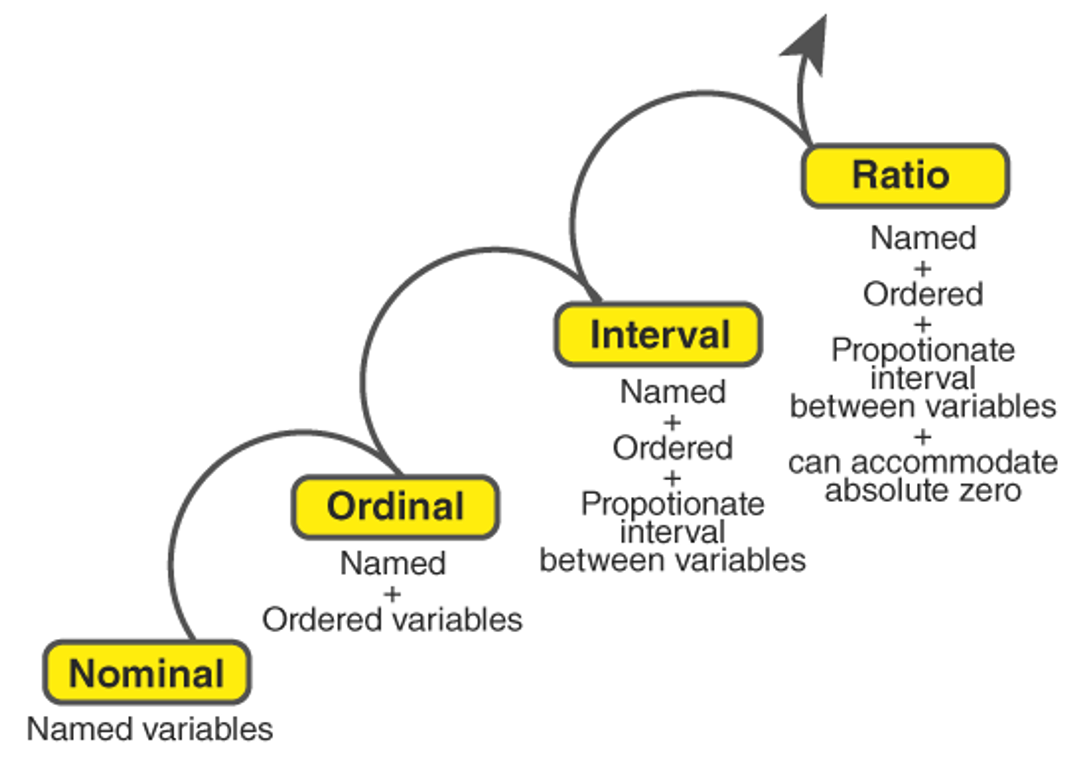 Nominal
Named variables
Ordinal
Named
+
Ordered variables
Interval
Named
+
Ordered
+
Propotionate
interval
between variables
Ratio
Named
+
Ordered
+
Propotionate
interval
between variables
+
can accommodate
absolute zero